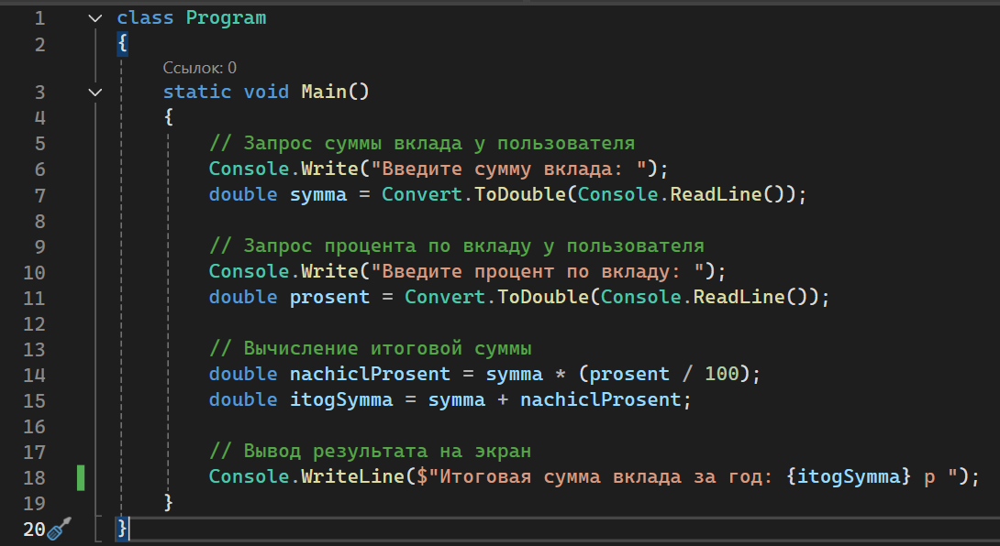 1 class Program
2 {
Ссылок: 0
3 static void Main()
4 {
5 // Запрос суммы вклада у пользователя
6 Console.Write("Введите сумму вклада: ");
7 double symma = Convert.ToDouble(Console.ReadLine());
8
9 // Запрос процента по вкладу у пользователя
10 Console.Write("Введите процент по вкладу: ");
11 double prosent = Convert.ToDouble(Console.ReadLine());
12
13 // Вычисление итоговой суммы
14 double nachiclProsent = symma * (prosent / 100);
15 double itogSymma = symma + nachiclProsent;
16
17 // Вывод результата на экран
18 Console.WriteLine($"Итоговая сумма вклада за год: {itogSymma} р ");
19 }
20 }